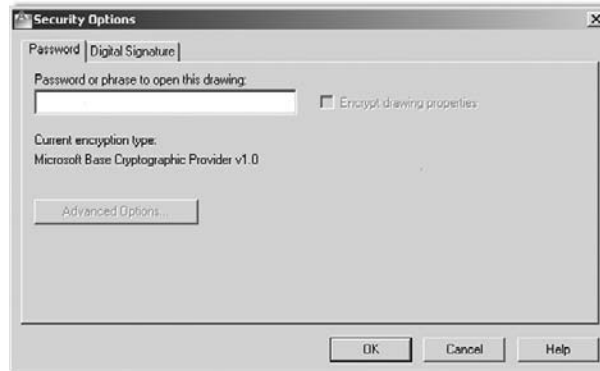 Security Options
Password
Digital Signature
Password or phrase to open this drawing:
Encrypt drawing properties
Current encryption type:
Microsoft Base Cryptographic Provider v1.0
Advanced Options...
OK
Cancel
Help